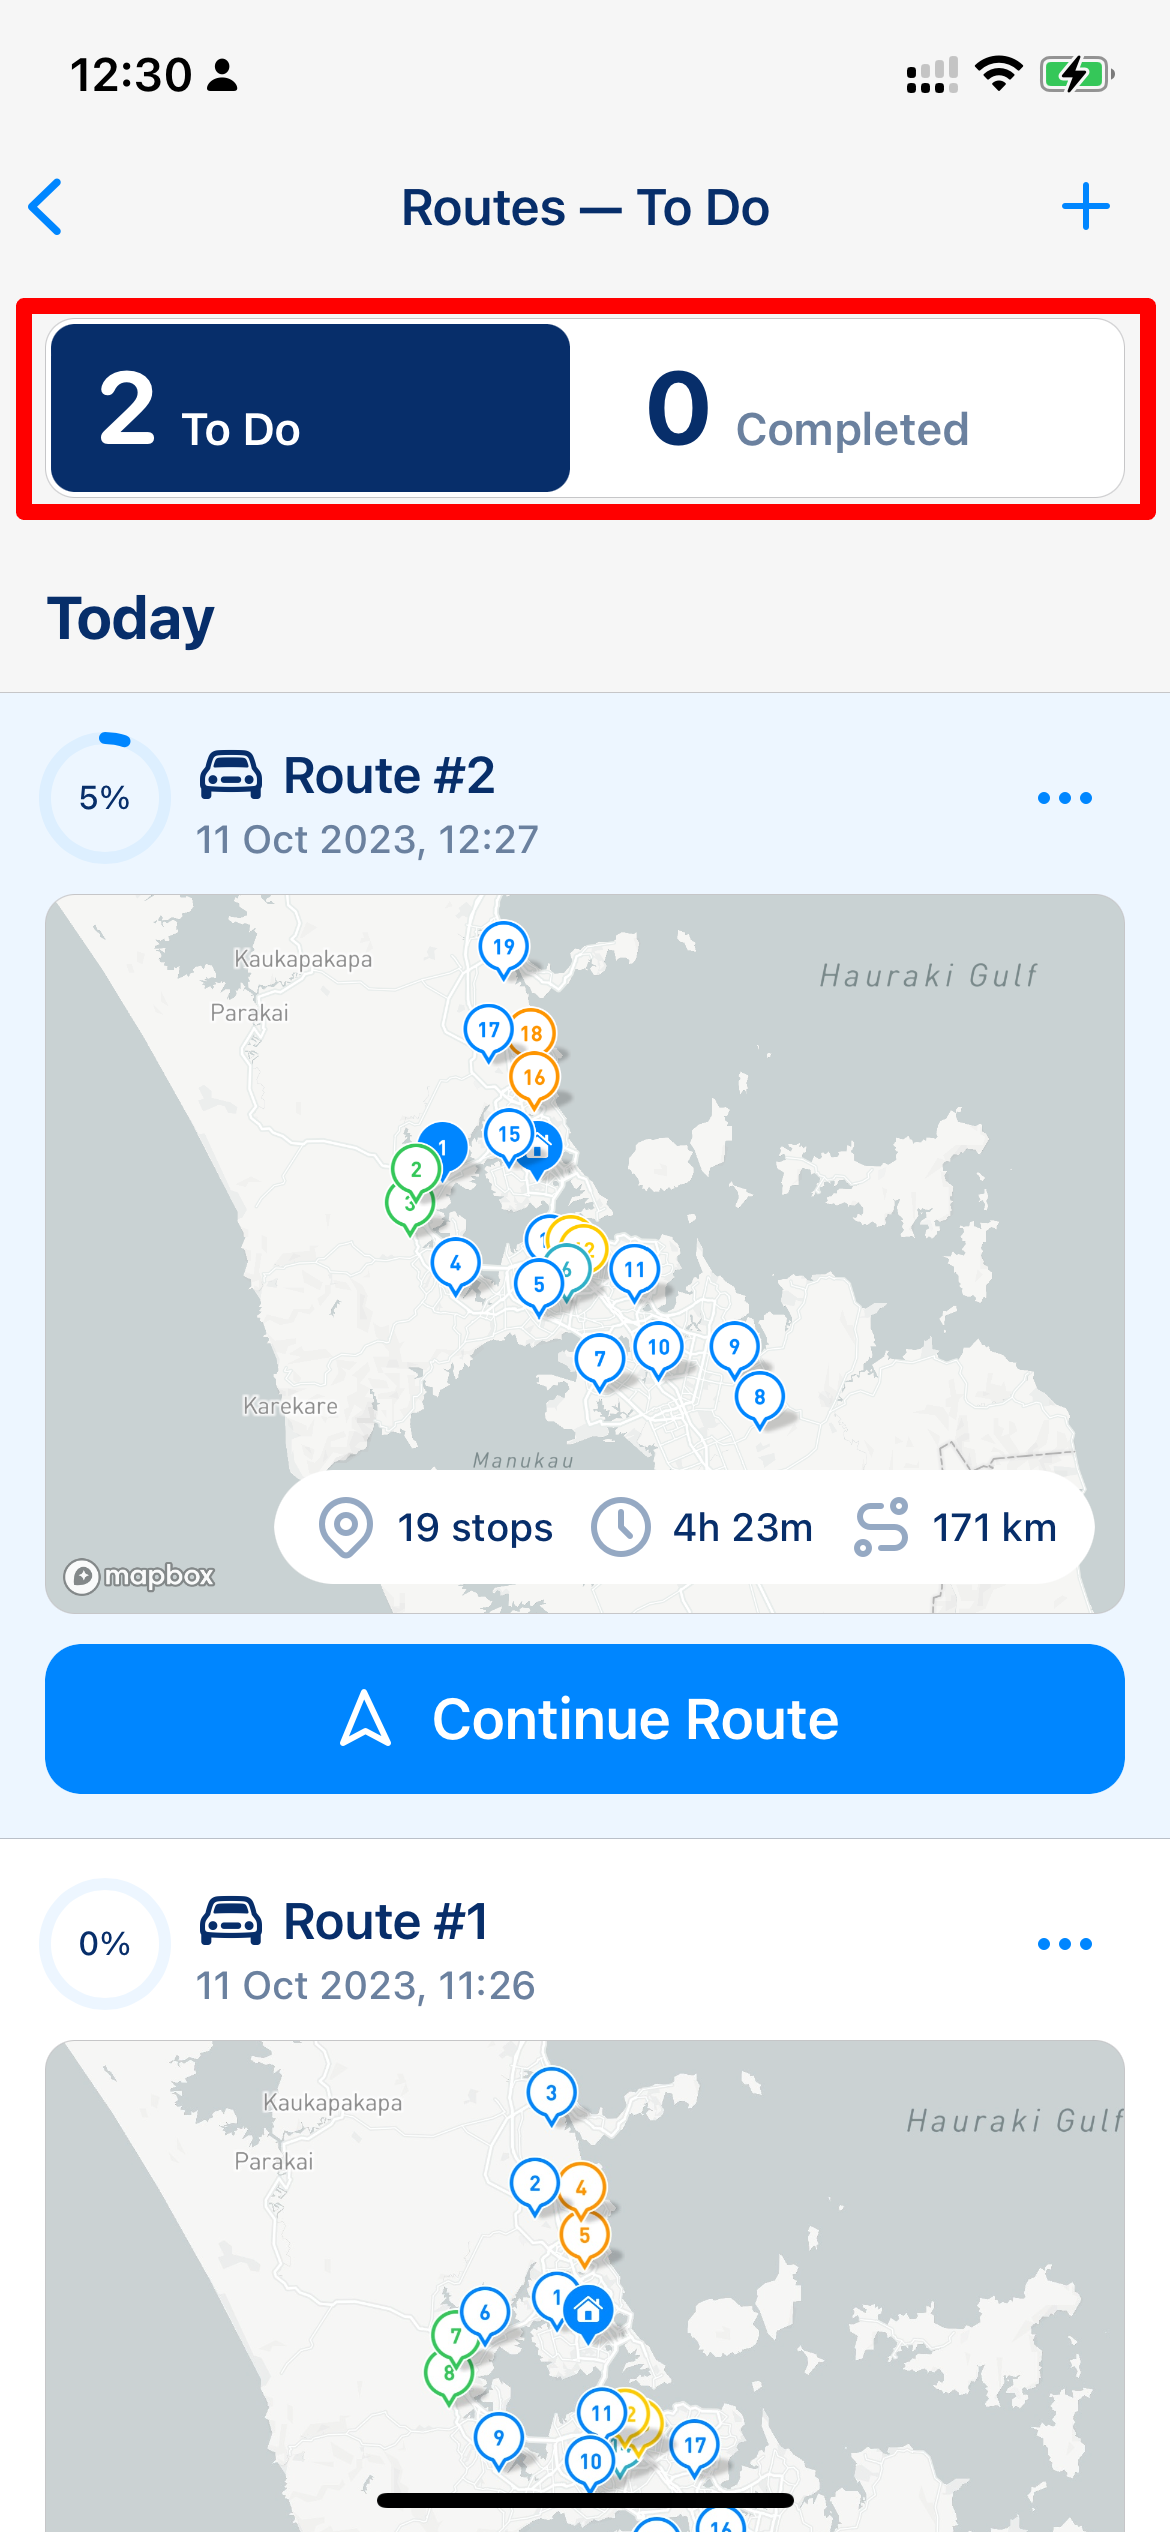 12:30
Routes — To Do
2 To Do 0 Completed
Today
5%
Route #2
11 Oct 2023, 12:27
19
Kaukapakapa
Hauraki Gulf
Parakai
17 18
16
15
1
2
3
12
4 6 11
5
10 9
7
8
Karekare
Manukau
19 stops 4h 23m 171 km
mapbox
Continue Route
0%
Route #1
11 Oct 2023, 11:26
3
Kaukapakapa
Hauraki Gulf
Parakai
2 4
5
1
6
7
8
11
9 17
10
16